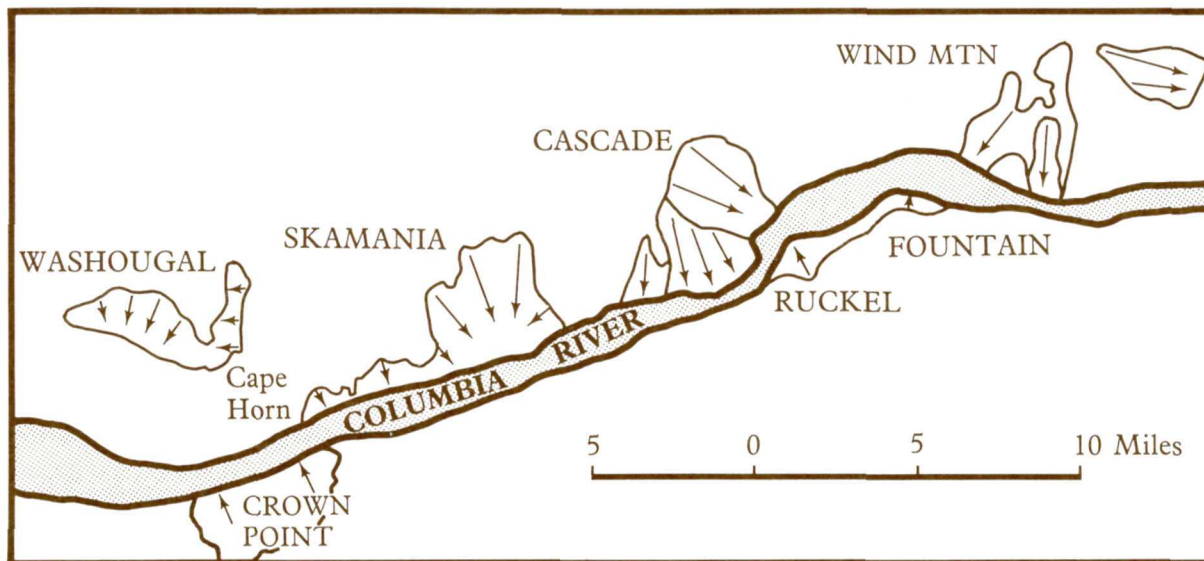 WIND MTN
CASCADE
SKAMANIA
WASHOUGAL
FOUNTAIN
RUCKEL
Cape
Horn
COLUMBIA RIVER
CROWN
POINT
5 0 5 10 Miles